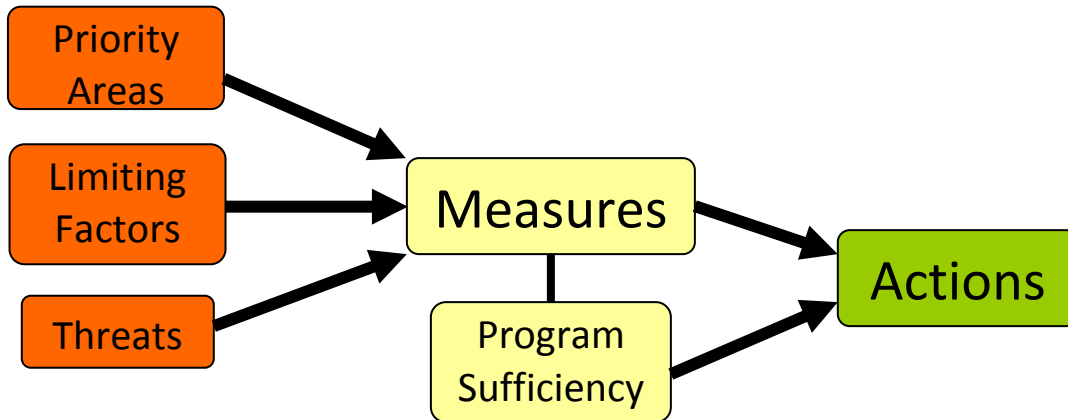 Priority
Areas
Limiting
Factors
Threats
Measures
Program
Sufficiency
Actions